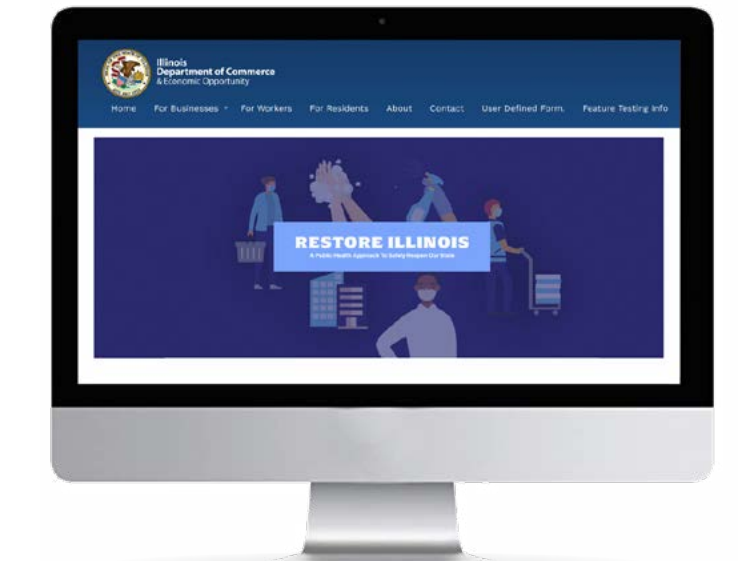 Illinois
Department of Commerce
& Economic Opportunity
Home For Businesses For Workers For Residents About Contact User Defined Form. Feature Testing Info
RESTORE ILLINOIS
A Public Health Approach To Safely Reopen Our State